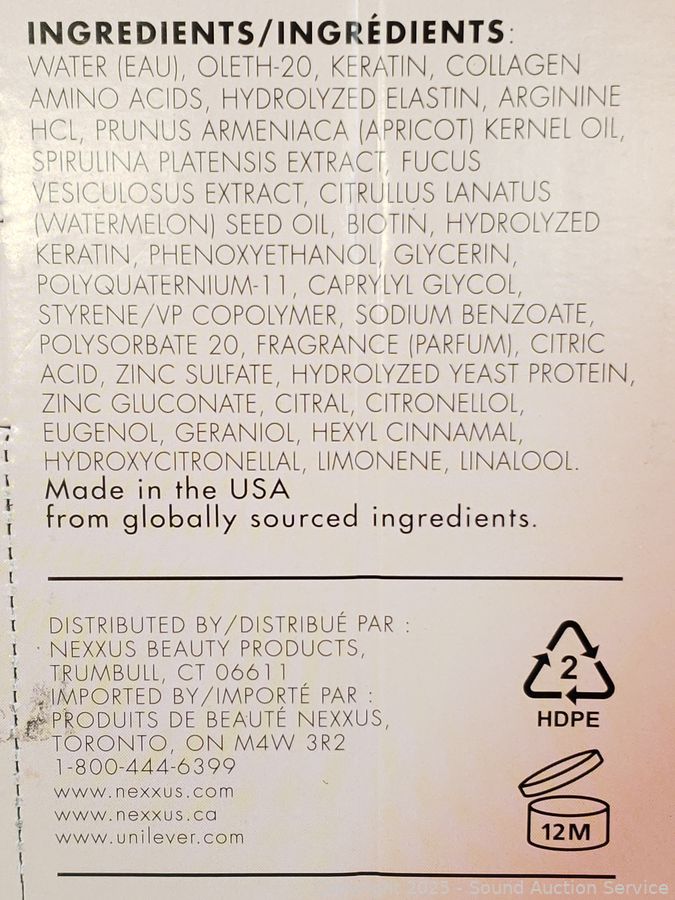 INGREDIENTS/INGRÉDIENTS:
WATER (EAU), OLETH-20, KERATIN, COLLAGEN
AMINO ACIDS, HYDROLYZED ELASTIN, ARGININE
HCL, PRUNUS ARMENIACA (APRICOT) KERNEL OIL,
SPIRULINA PLATENSIS EXTRACT, FUCUS
VESICULOSUS EXTRACT, CITRULLUS LANATUS
(WATERMELON) SEED OIL, BIOTIN, HYDROLYZED
KERATIN, PHENOXYETHANOL, GLYCERIN,
POLYQUATERNIUM-11, CAPRYLYL GLYCOL,
STYRENE/VP COPOLYMER, SODIUM BENZOATE,
POLYSORBATE 20, FRAGRANCE (PARFUM), CITRIC
ACID, ZINC SULFATE, HYDROLYZED YEAST PROTEIN,
ZINC GLUCONATE, CITRAL, CITRONELLOL,
EUGENOL, GERANIOL, HEXYL CINNAMAL,
HYDROXYCITRONELLAL, LIMONENE, LINALOOL.
Made in the USA
from globally sourced ingredients.
DISTRIBUTED BY/DISTRIBUÉ PAR :
NEXXUS BEAUTY PRODUCTS,
TRUMBULL, CT 06611
IMPORTED BY/IMPORTÉ PAR :
PRODUITS DE BEAUTÉ NEXXUS,
TORONTO, ON M4W 3R2
1-800-444-6399
www.nexxus.com
www.nexxus.ca
www.unilever.com
2
HDPE
12M
Copyright 2025 - Sound Auction Service